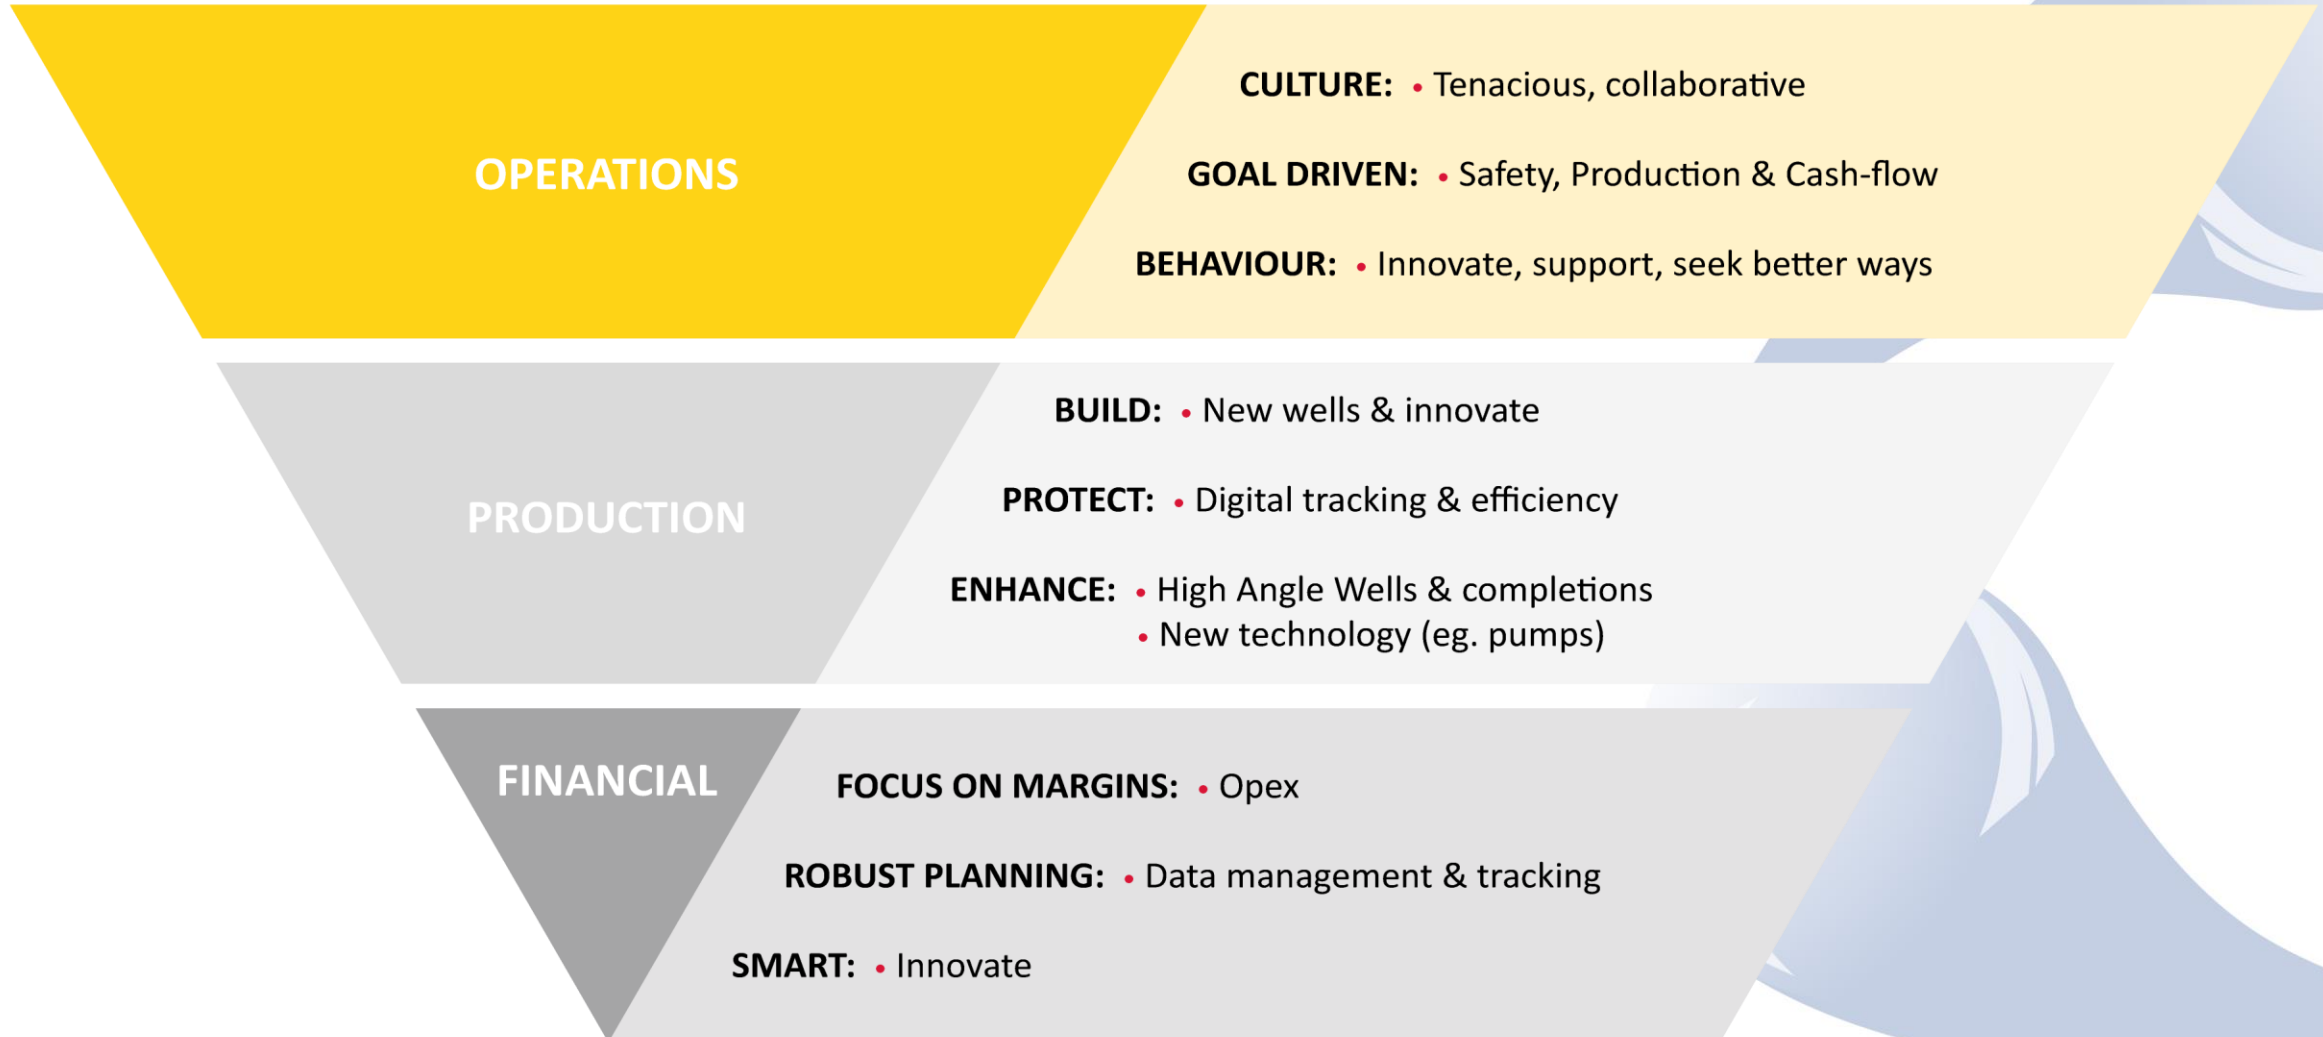 OPERATIONS
CULTURE: • Tenacious, collaborative
GOAL DRIVEN: • Safety, Production & Cash-flow
BEHAVIOUR: • Innovate, support, seek better ways
PRODUCTION
BUILD: • New wells & innovate
PROTECT: • Digital tracking & efficiency
ENHANCE: • High Angle Wells & completions
• New technology (eg. pumps)
FINANCIAL
FOCUS ON MARGINS: • Opex
ROBUST PLANNING: • Data management & tracking
SMART: • Innovate